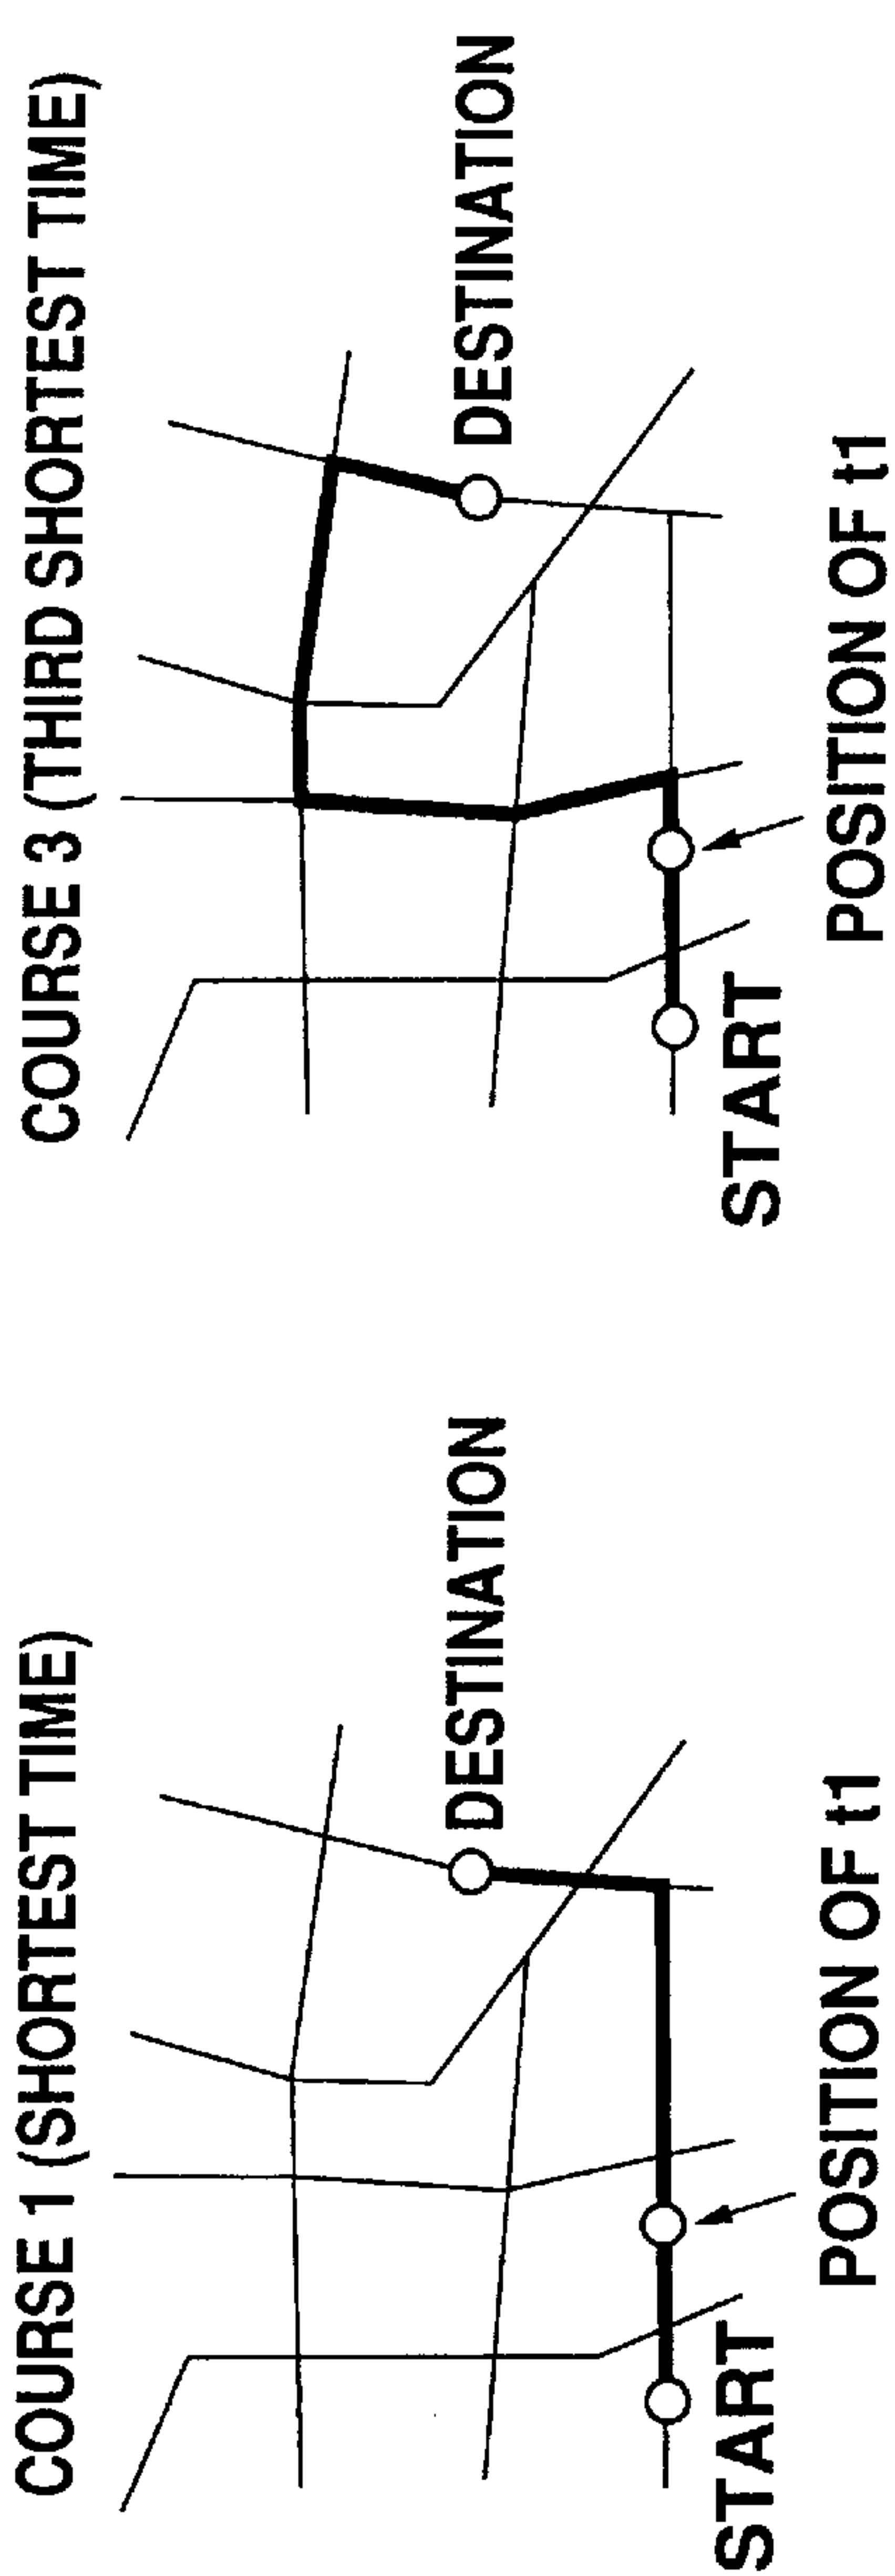 COURSE 1 (SHORTEST TIME)
DESTINATION
START
POSITION OF t1
COURSE 3 (THIRD SHORTEST TIME)
DESTINATION
START
POSITION OF t1